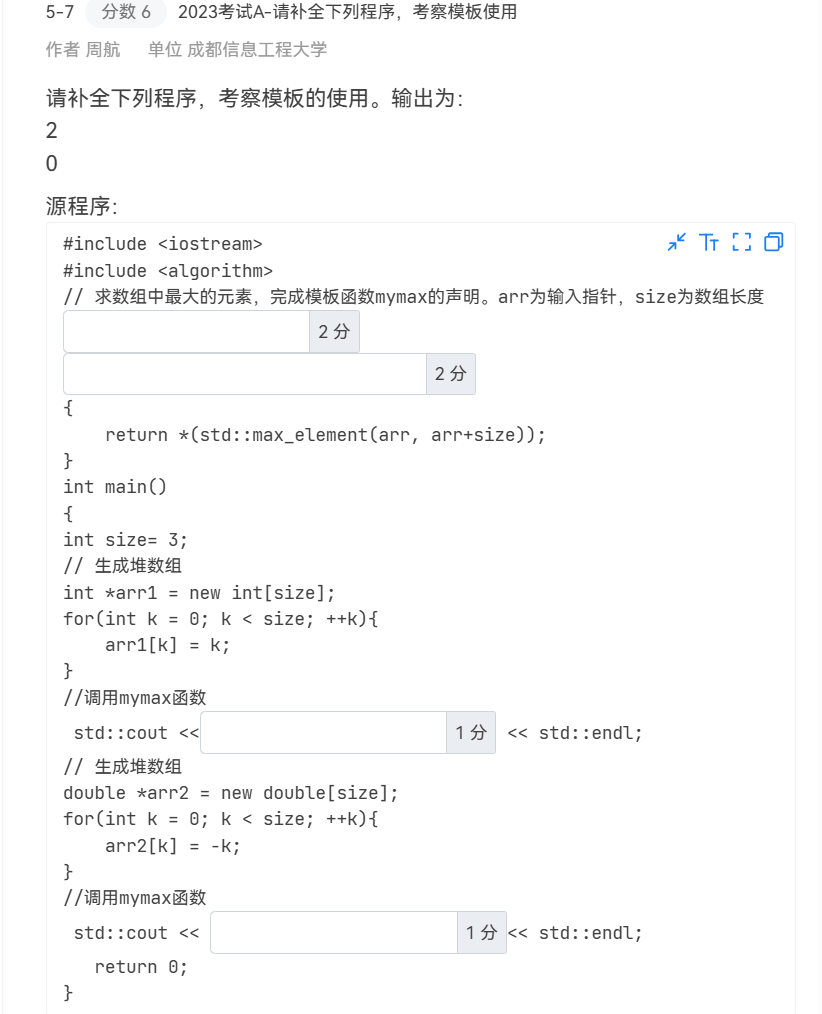 5-7 分数 6 2023考试A-请补全下列程序，考察模板使用
作者 周航 单位 成都信息工程大学
请补全下列程序，考察模板的使用。输出为:
2
0
源程序:
#include <iostream>
#include <algorithm>
// 求数组中最大的元素，完成模板函数mymax的声明。arr为输入指针，size为数组长度
2 分
2 分
{
    return *(std::max_element(arr, arr+size));
}
int main()
{
int size= 3;
// 生成堆数组
int *arr1 = new int[size];
for(int k = 0; k < size; ++k){
    arr1[k] = k;
}
//调用mymax函数
 std::cout << 1 分 << std::endl;
// 生成堆数组
double *arr2 = new double[size];
for(int k = 0; k < size; ++k){
    arr2[k] = -k;
}
//调用mymax函数
 std::cout << 1 分 << std::endl;
   return 0;
}